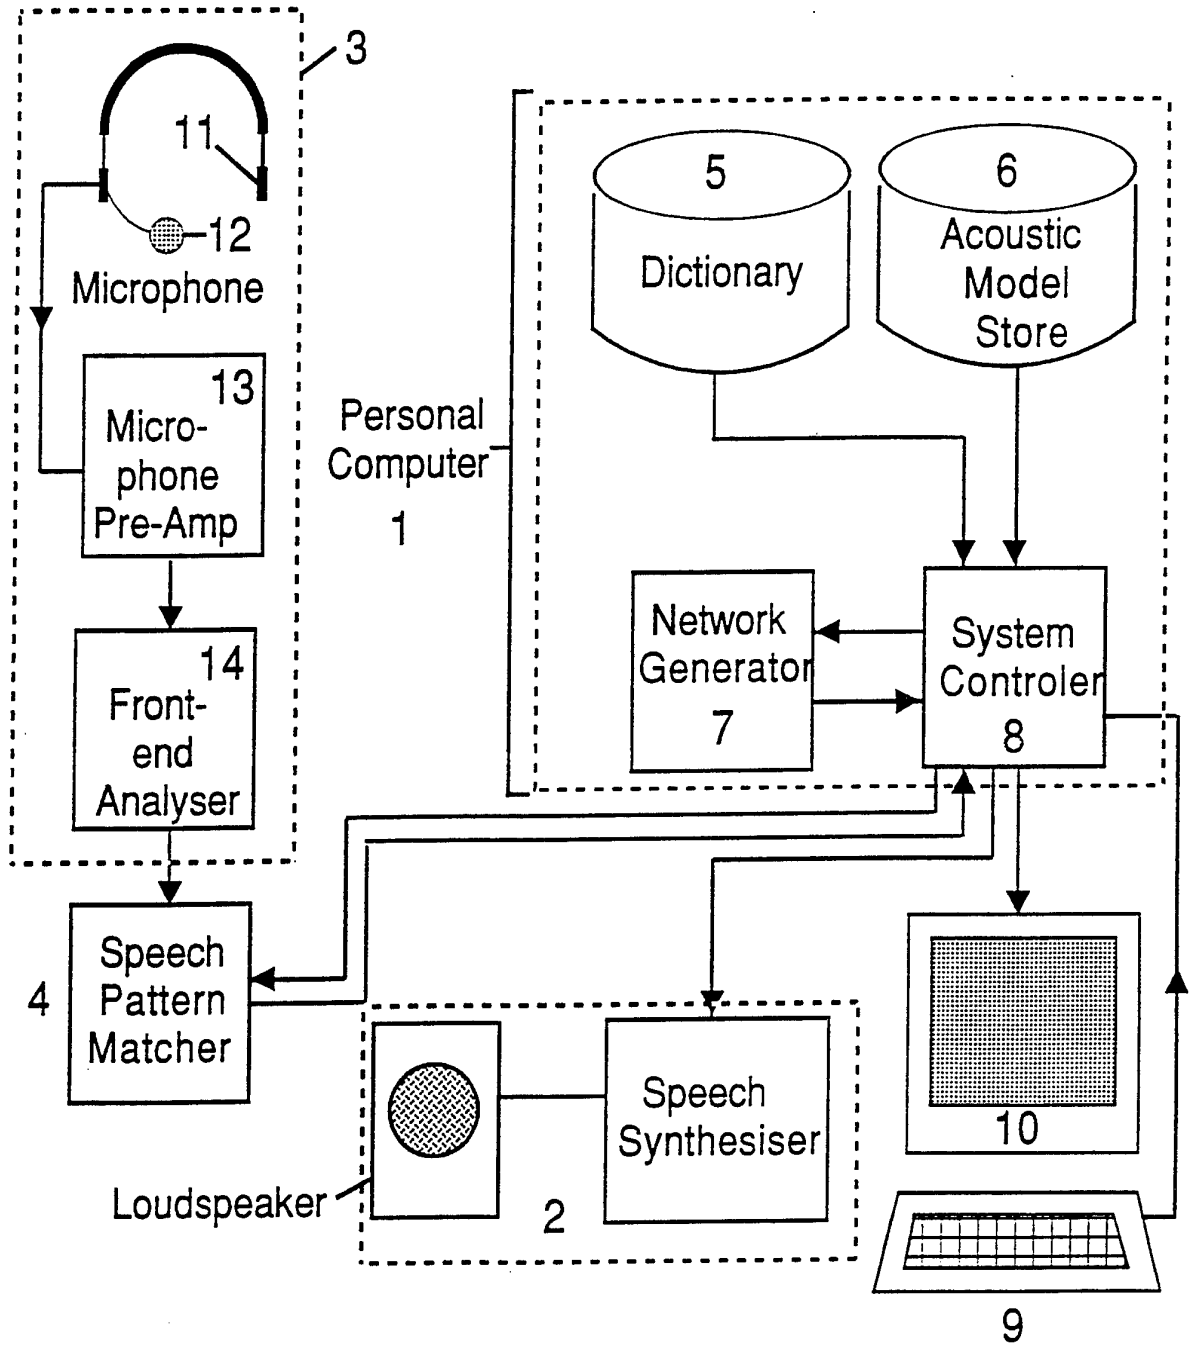 3
11
12
Microphone
13
Micro-
phone
Pre-Amp
14
Front-
end
Analyser
4
Speech
Pattern
Matcher
Personal
Computer
1
5
Dictionary
6
Acoustic
Model
Store
Network
Generator
7
System
Controler
8
Loudspeaker
2
Speech
Synthesiser
10
9